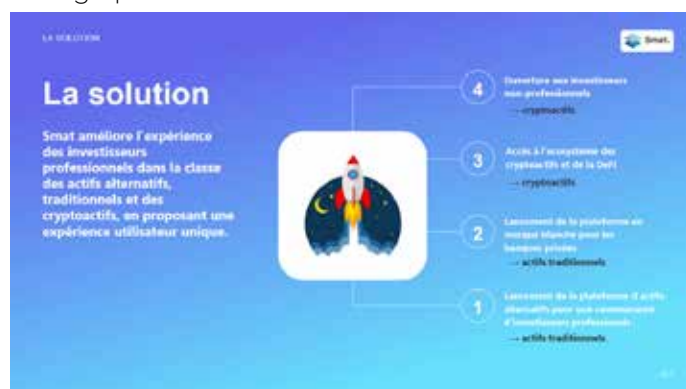 LA SOLUTION
Smat.
La solution
Smat améliore l'expérience
des investisseurs
professionnels dans la classe
des actifs alternatifs,
traditionnels et des
cryptoactifs, en proposant une
expérience utilisateur unique.
4
Ouverture aux investisseurs
non-professionnels
→ cryptoactifs
3
Accès à l'écosystème des
cryptoactifs et de la DeFi
→ cryptoactifs
2
Lancement de la plateforme en
marque blanche pour les
banques privées
→ actifs traditionnels
1
Lancement de la plateforme d'actifs
alternatifs pour une communauté
d'investisseurs professionnels
→ actifs traditionnels